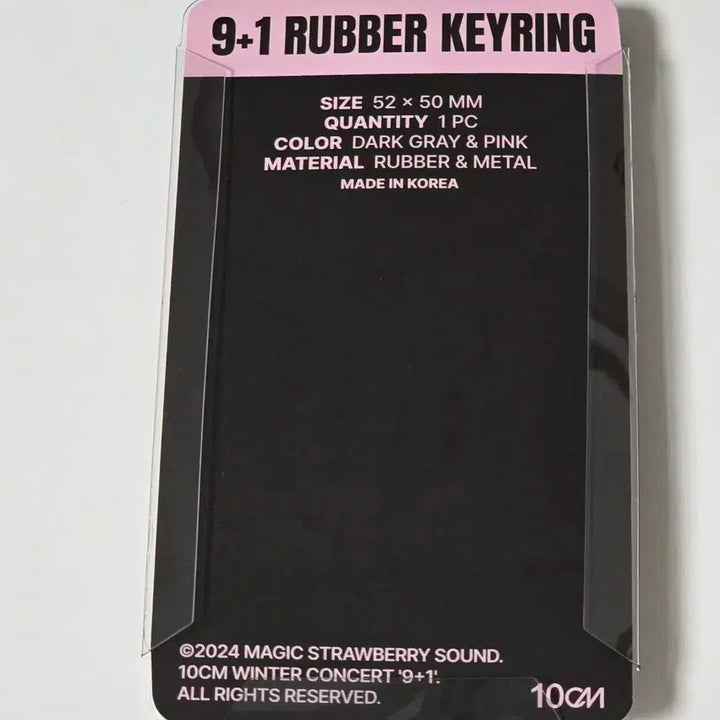 9+1 RUBBER KEYRING
SIZE 52 × 50 MM
QUANTITY 1 PC
COLOR DARK GRAY & PINK
MATERIAL RUBBER & METAL
MADE IN KOREA
©2024 MAGIC STRAWBERRY SOUND.
10CM WINTER CONCERT '9+1'.
ALL RIGHTS RESERVED.
10CM